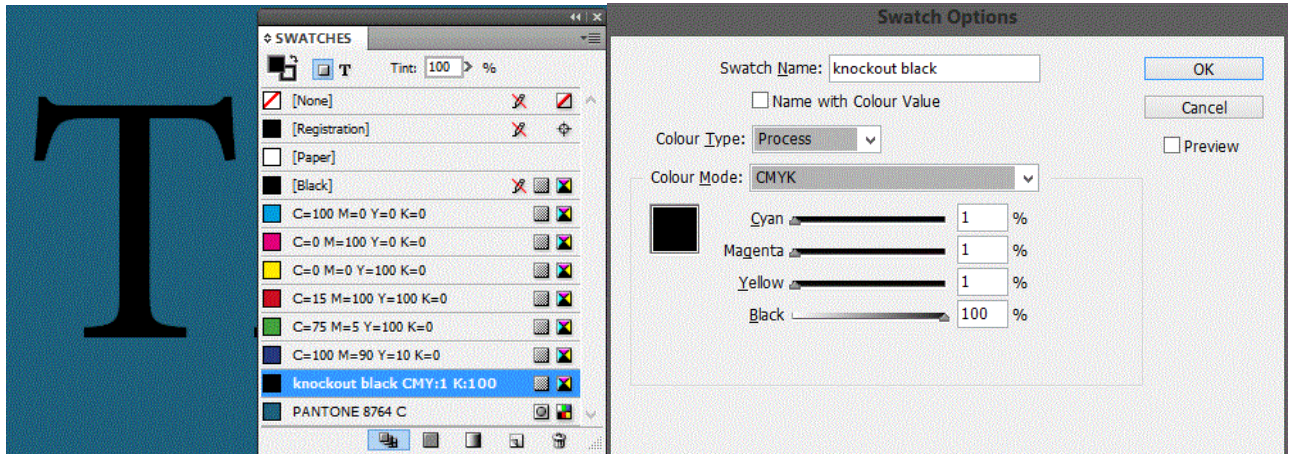 T
SWATCHES
T Tint: 100 %
[None]
[Registration]
[Paper]
[Black]
C=100 M=0 Y=0 K=0
C=0 M=100 Y=0 K=0
C=0 M=0 Y=100 K=0
C=15 M=100 Y=100 K=0
C=75 M=5 Y=100 K=0
C=100 M=90 Y=10 K=0
knockout black CMY:1 K:100
PANTONE 8764 C
Swatch Options
Swatch Name: knockout black
OK
Name with Colour Value
Cancel
Colour Type: Process
Preview
Colour Mode: CMYK
Cyan 1 %
Magenta 1 %
Yellow 1 %
Black 100 %